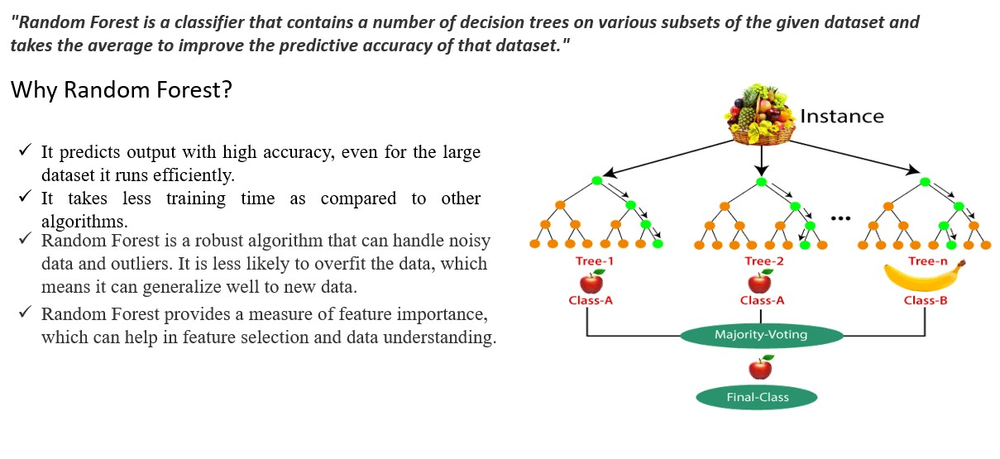 "Random Forest is a classifier that contains a number of decision trees on various subsets of the given dataset and
takes the average to improve the predictive accuracy of that dataset."
Why Random Forest?
✓ It predicts output with high accuracy, even for the large
dataset it runs efficiently.
✓ It takes less training time as compared to other
algorithms.
✓ Random Forest is a robust algorithm that can handle noisy
data and outliers. It is less likely to overfit the data, which
means it can generalize well to new data.
✓ Random Forest provides a measure of feature importance,
which can help in feature selection and data understanding.
Instance
...
Tree-1 Tree-2 Tree-n
Class-A Class-A Class-B
Majority-Voting
Final-Class